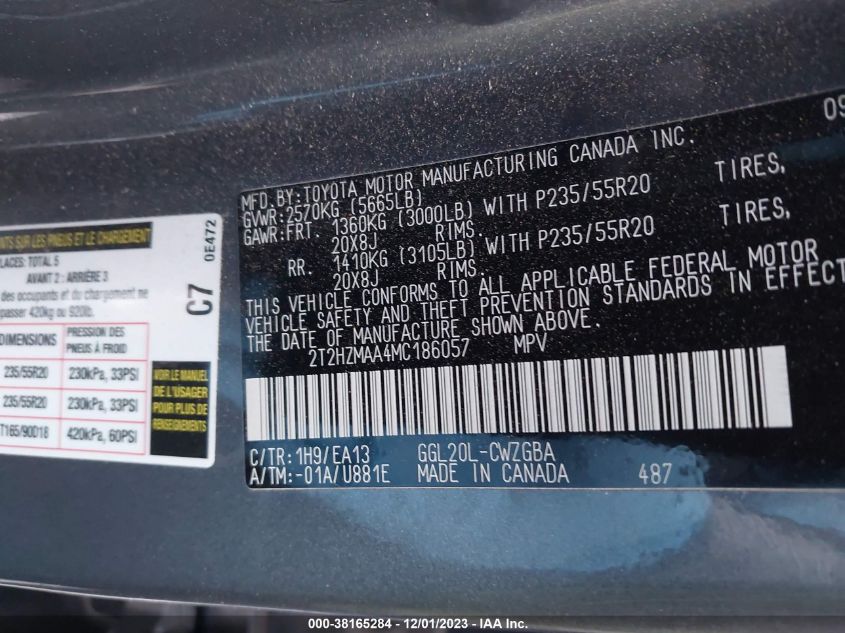 NTS SUR LES PNEUS ET LE CHARGEMENT
LACES: TOTAL 5
AVANT 2 : ARRIÈRE 3
des occupants et du chargement ne
passer 420kg ou 920lb.
DIMENSIONS PRESSION DES PNEUS À FROID
235/55R20 230kPa, 33PSI
235/55R20 230kPa, 33PSI
T165/90D18 420kPa, 60PSI
VOIR LE MANUEL
DE L'USAGER
POUR PLUS DE
RENSEIGNEMENTS
0E472
C7
09
MFD.BY:TOYOTA MOTOR MANUFACTURING CANADA INC.
GVWR:2570KG (5665LB)
GAWR:FRT. 1360KG (3000LB) WITH P235/55R20 TIRES,
20X8J RIMS.
RR. 1410KG (3105LB) WITH P235/55R20 TIRES,
20X8J RIMS.
THIS VEHICLE CONFORMS TO ALL APPLICABLE FEDERAL MOTOR
VEHICLE SAFETY AND THEFT PREVENTION STANDARDS IN EFFECT
THE DATE OF MANUFACTURE SHOWN ABOVE.
2T2HZMAA4MC186057 MPV
C/TR:1H9/EA13 GGL20L-CWZGBA
A/TM:-01A/U881E MADE IN CANADA 487
000-38165284 - 12/01/2023 - IAA Inc.